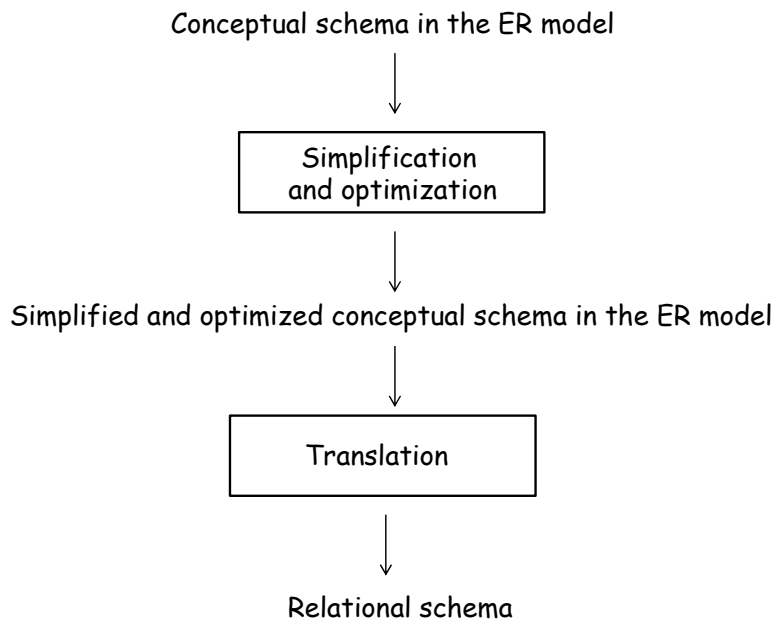 Conceptual schema in the ER model
Simplification
and optimization
Simplified and optimized conceptual schema in the ER model
Translation
Relational schema